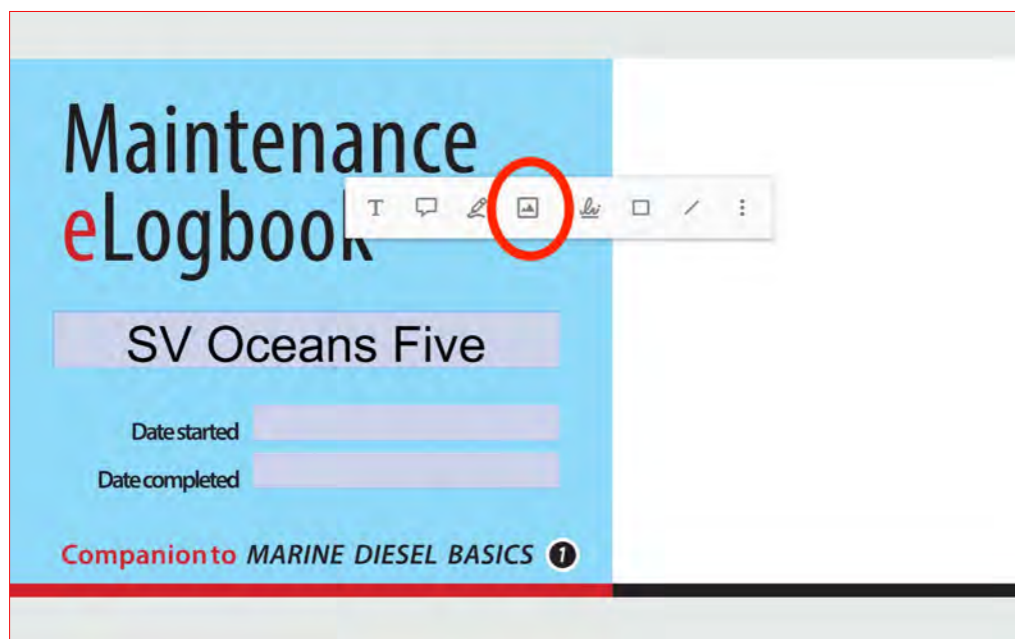 Maintenance
eLogbook
T
SV Oceans Five
Date started
Date completed
Companion to MARINE DIESEL BASICS 1